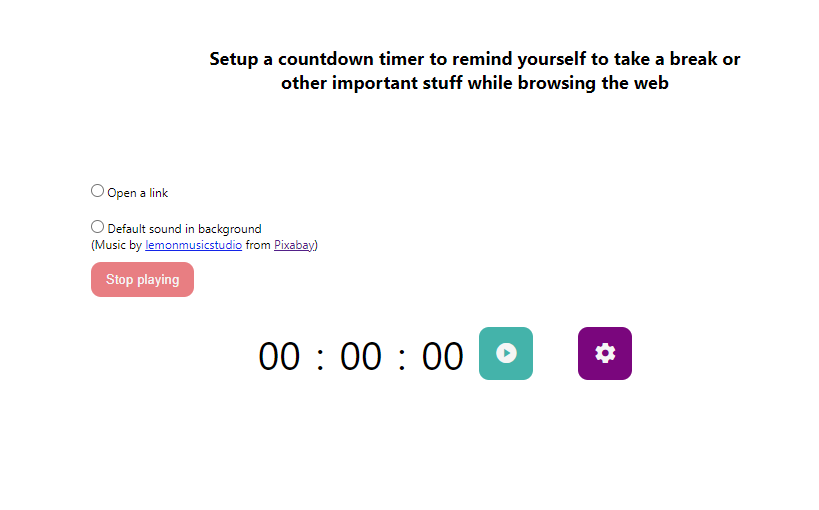 Setup a countdown timer to remind yourself to take a break or
other important stuff while browsing the web
Open a link
Default sound in background
(Music by lemonmusicstudio from Pixabay)
Stop playing
00 : 00 : 00